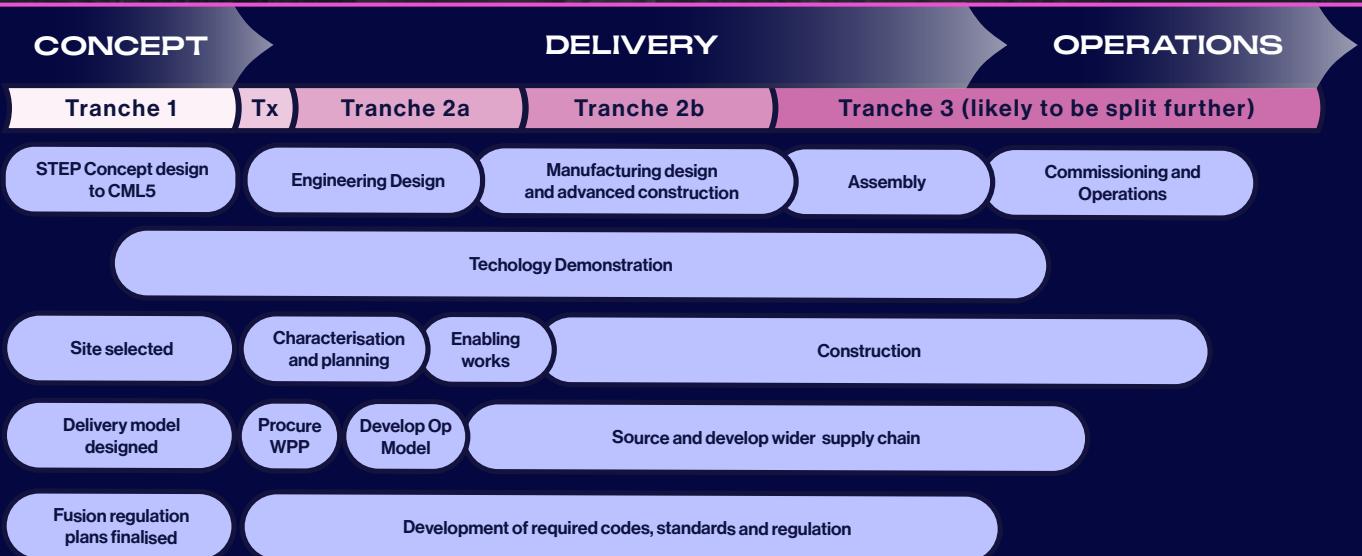 CONCEPT
DELIVERY
OPERATIONS
Tranche 1
Tx
Tranche 2a
Tranche 2b
Tranche 3 (likely to be split further)
STEP Concept design
to CML5
Engineering Design
Manufacturing design
and advanced construction
Assembly
Commissioning and
Operations
Techology Demonstration
Site selected
Characterisation
and planning
Enabling
works
Construction
Delivery model
designed
Procure
WPP
Develop Op
Model
Source and develop wider supply chain
Fusion regulation
plans finalised
Development of required codes, standards and regulation